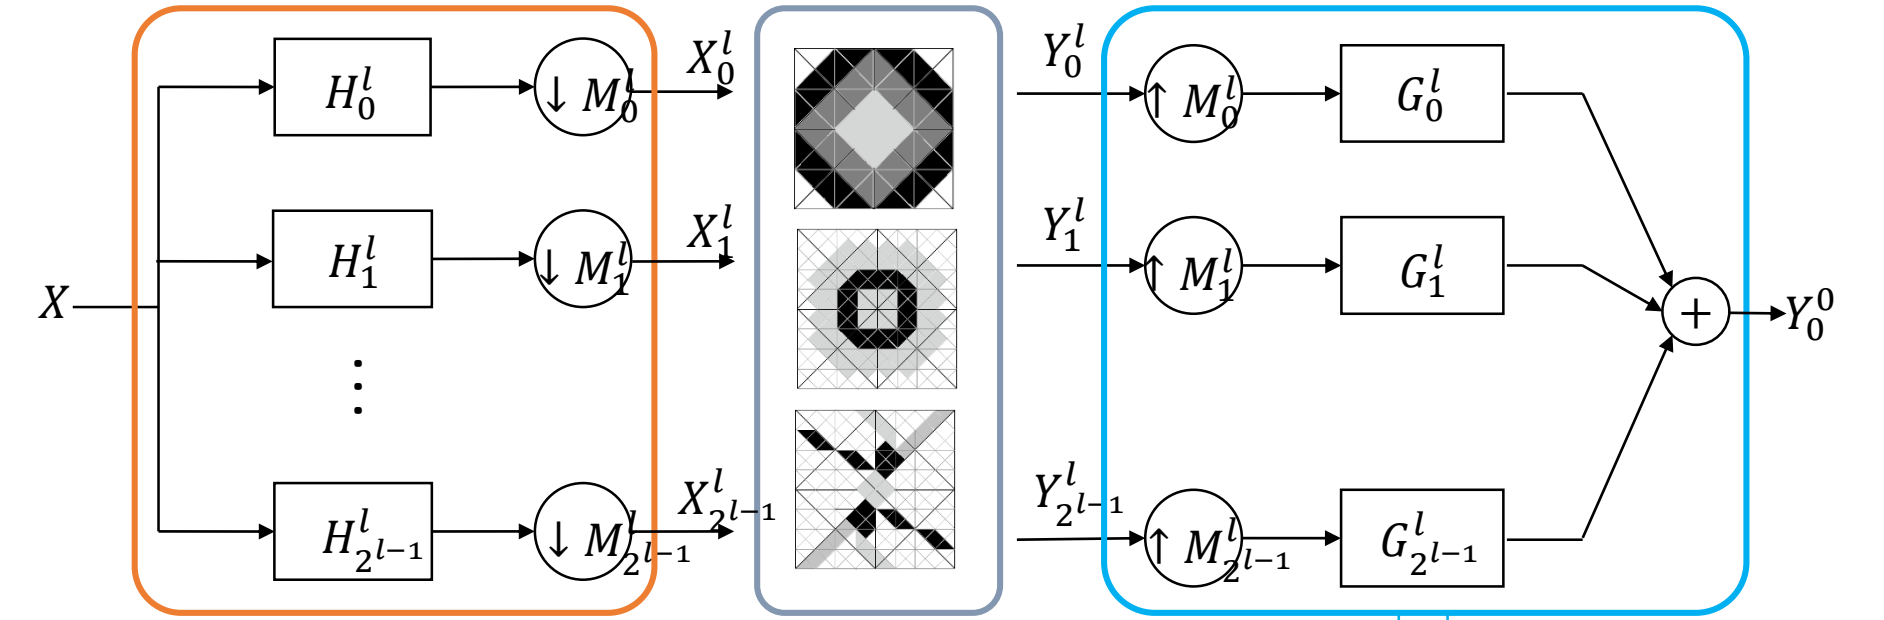 X
H_0^l
↓ M_0^l
X_0^l
Y_0^l
↑ M_0^l
G_0^l
H_1^l
↓ M_1^l
X_1^l
Y_1^l
↑ M_1^l
G_1^l
⋮
+
Y_0^0
H_{2^{l-1}}^l
↓ M_{2^{l-1}}^l
X_{2^{l-1}}^l
Y_{2^{l-1}}^l
↑ M_{2^{l-1}}^l
G_{2^{l-1}}^l